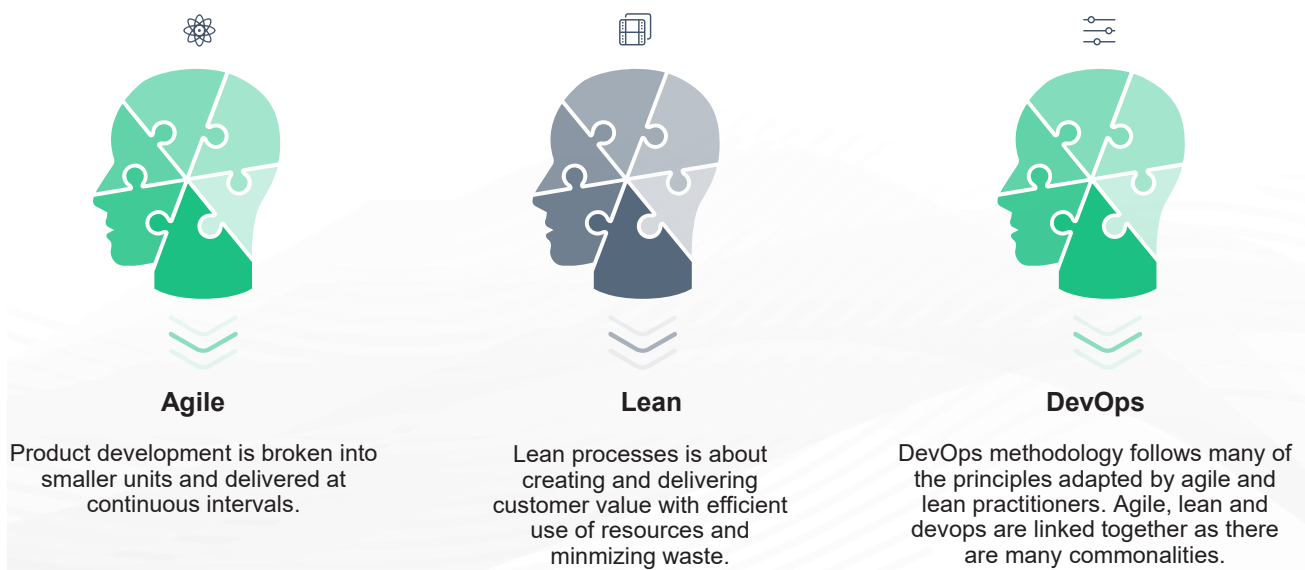 Agile
Product development is broken into
smaller units and delivered at
continuous intervals.
Lean
Lean processes is about
creating and delivering
customer value with efficient
use of resources and
minmizing waste.
DevOps
DevOps methodology follows many of
the principles adapted by agile and
lean practitioners. Agile, lean and
devops are linked together as there
are many commonalities.